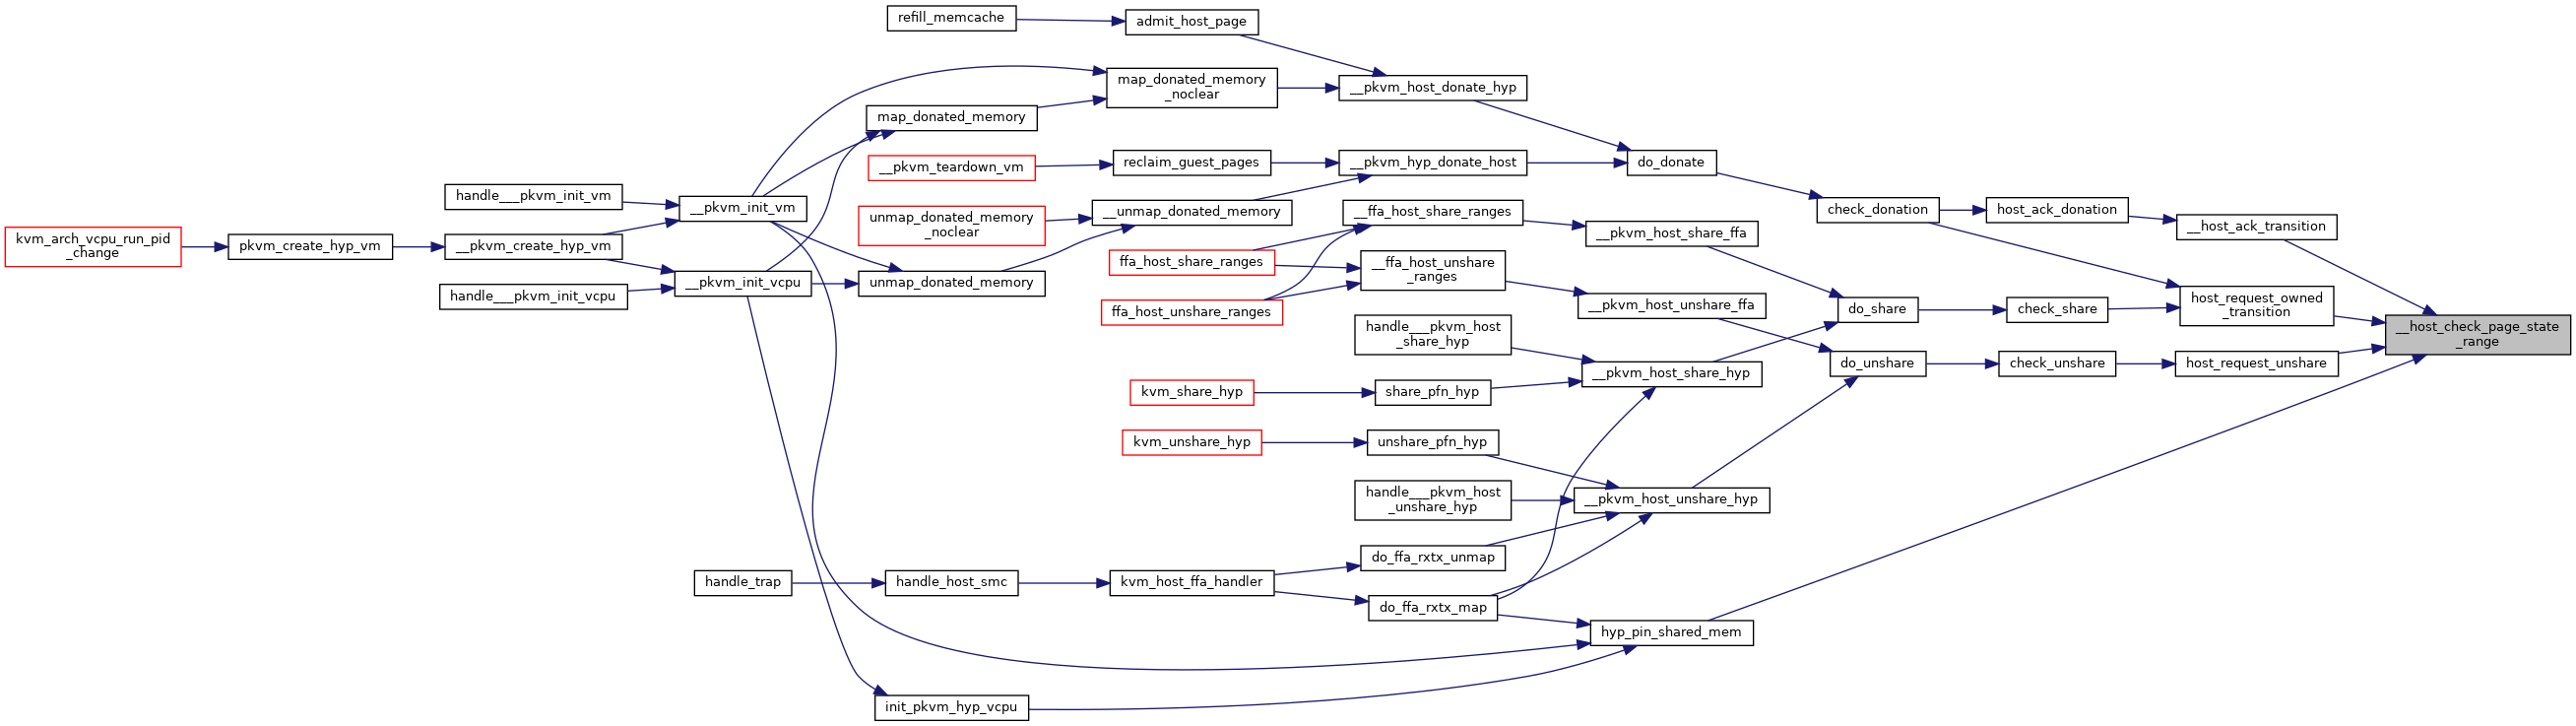 refill_memcache
admit_host_page
map_donated_memory
_noclear
__pkvm_host_donate_hyp
map_donated_memory
__pkvm_teardown_vm
reclaim_guest_pages
__pkvm_hyp_donate_host
do_donate
handle___pkvm_init_vm
__pkvm_init_vm
unmap_donated_memory
_noclear
__unmap_donated_memory
__ffa_host_share_ranges
check_donation
host_ack_donation
__host_ack_transition
kvm_arch_vcpu_run_pid
_change
pkvm_create_hyp_vm
__pkvm_create_hyp_vm
__pkvm_host_share_ffa
ffa_host_share_ranges
__ffa_host_unshare
_ranges
handle___pkvm_init_vcpu
__pkvm_init_vcpu
unmap_donated_memory
ffa_host_unshare_ranges
__pkvm_host_unshare_ffa
do_share
check_share
host_request_owned
_transition
__host_check_page_state
_range
handle___pkvm_host
_share_hyp
do_unshare
check_unshare
host_request_unshare
__pkvm_host_share_hyp
kvm_share_hyp
share_pfn_hyp
kvm_unshare_hyp
unshare_pfn_hyp
handle___pkvm_host
_unshare_hyp
__pkvm_host_unshare_hyp
do_ffa_rxtx_unmap
handle_trap
handle_host_smc
kvm_host_ffa_handler
do_ffa_rxtx_map
hyp_pin_shared_mem
init_pkvm_hyp_vcpu